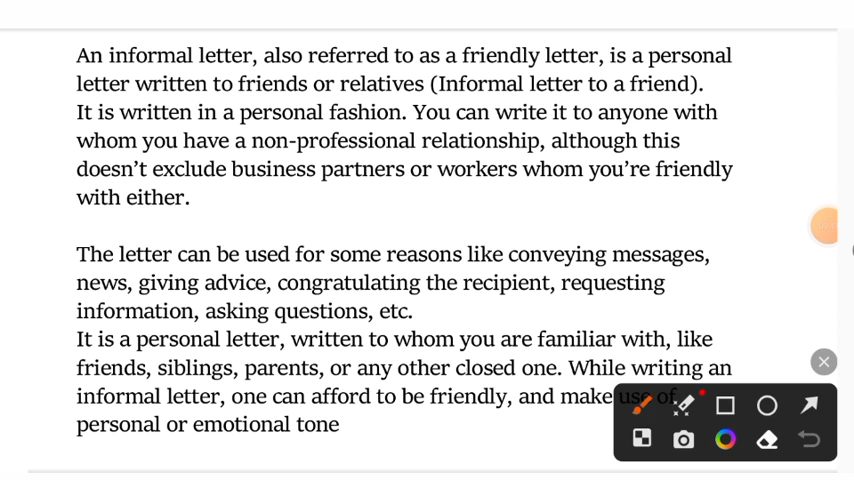 An informal letter, also referred to as a friendly letter, is a personal
letter written to friends or relatives (Informal letter to a friend).
It is written in a personal fashion. You can write it to anyone with
whom you have a non-professional relationship, although this
doesn’t exclude business partners or workers whom you’re friendly
with either.
The letter can be used for some reasons like conveying messages,
news, giving advice, congratulating the recipient, requesting
information, asking questions, etc.
It is a personal letter, written to whom you are familiar with, like
friends, siblings, parents, or any other closed one. While writing an
informal letter, one can afford to be friendly, and make use of
personal or emotional tone